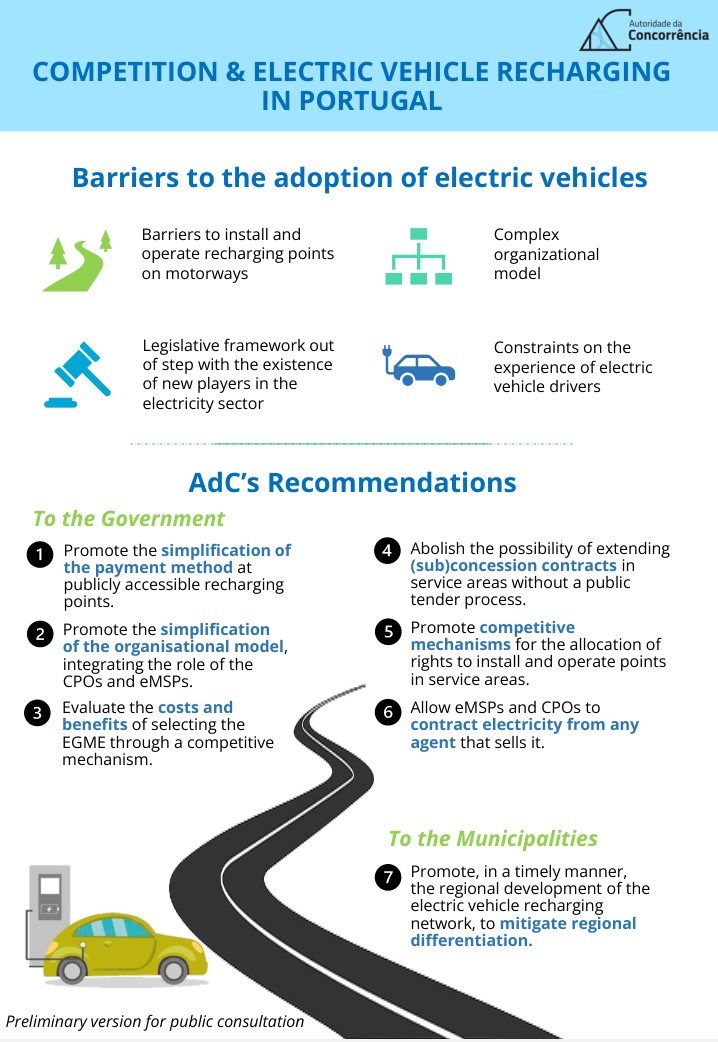 Autoridade da
Concorrência
COMPETITION & ELECTRIC VEHICLE RECHARGING
IN PORTUGAL
Barriers to the adoption of electric vehicles
Barriers to install and
operate recharging points
on motorways
Complex
organizational
model
Legislative framework out
of step with the existence
of new players in the
electricity sector
Constraints on the
experience of electric
vehicle drivers
AdC’s Recommendations
To the Government
1 Promote the simplification of
the payment method at
publicly accessible recharging
points.
2 Promote the simplification
of the organisational model,
integrating the role of the
CPOs and eMSPs.
3 Evaluate the costs and
benefits of selecting the
EGME through a competitive
mechanism.
4 Abolish the possibility of extending
(sub)concession contracts in
service areas without a public
tender process.
5 Promote competitive
mechanisms for the allocation of
rights to install and operate points
in service areas.
6 Allow eMSPs and CPOs to
contract electricity from any
agent that sells it.
To the Municipalities
7 Promote, in a timely manner,
the regional development of the
electric vehicle recharging
network, to mitigate regional
differentiation.
Preliminary version for public consultation